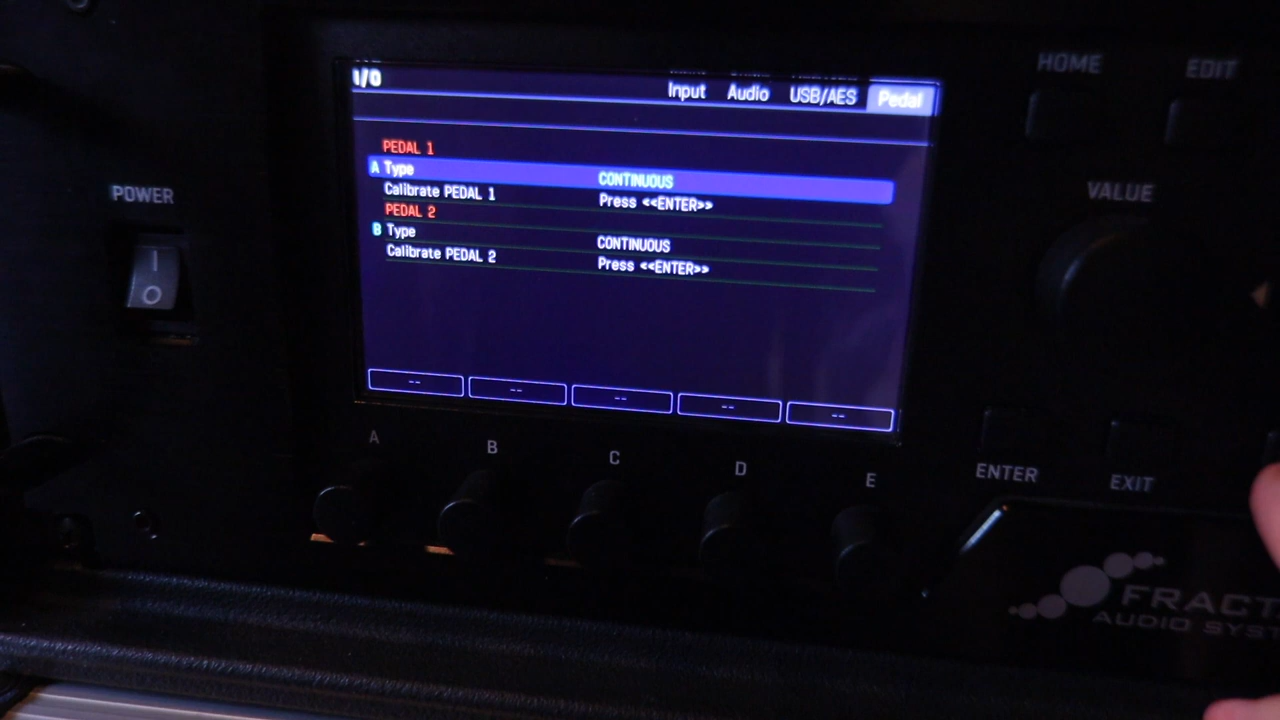 HOME EDIT
I/O
Input Audio USB/AES Pedal
PEDAL 1
A Type CONTINUOUS
Calibrate PEDAL 1 Press <<ENTER>>
PEDAL 2
B Type CONTINUOUS
Calibrate PEDAL 2 Press <<ENTER>>
POWER
VALUE
-- -- -- -- --
A B C D E
ENTER EXIT
FRACT
AUDIO SYST